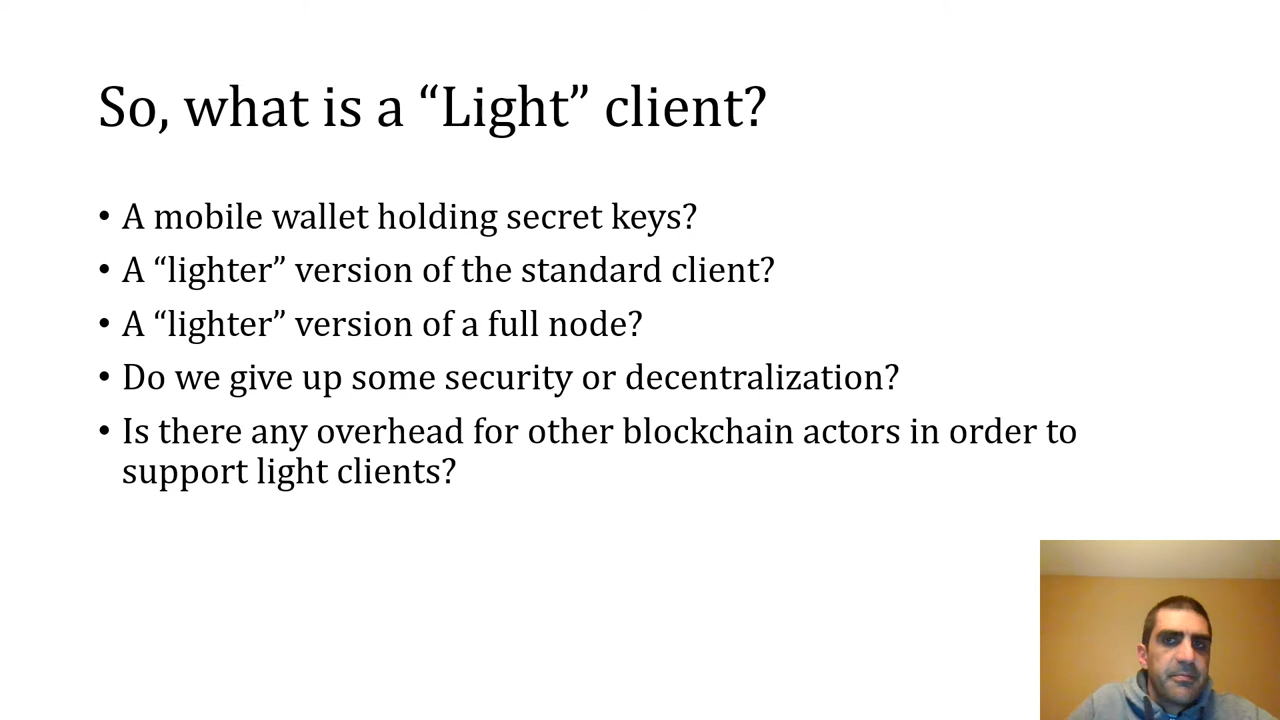 So, what is a “Light” client?
• A mobile wallet holding secret keys?
• A “lighter” version of the standard client?
• A “lighter” version of a full node?
• Do we give up some security or decentralization?
• Is there any overhead for other blockchain actors in order to
support light clients?